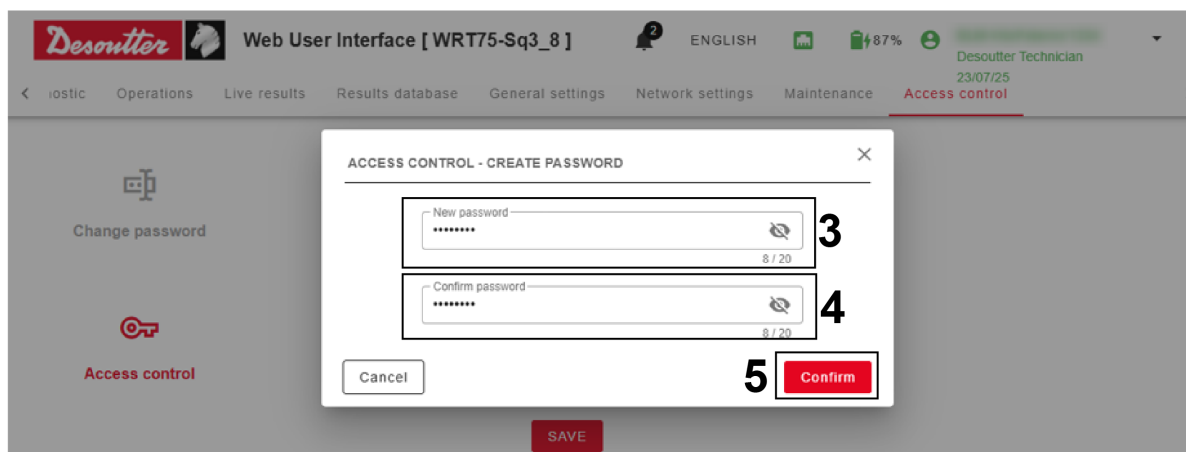 Desoutter
Web User Interface [ WRT75-Sq3_8 ]
2
ENGLISH
87%
Desoutter Technician
23/07/25
nostic Operations Live results Results database General settings Network settings Maintenance Access control
ACCESS CONTROL - CREATE PASSWORD
Change password
New password
••••••••
8 / 20
3
Confirm password
••••••••
8 / 20
4
Access control
Cancel
5
Confirm
SAVE